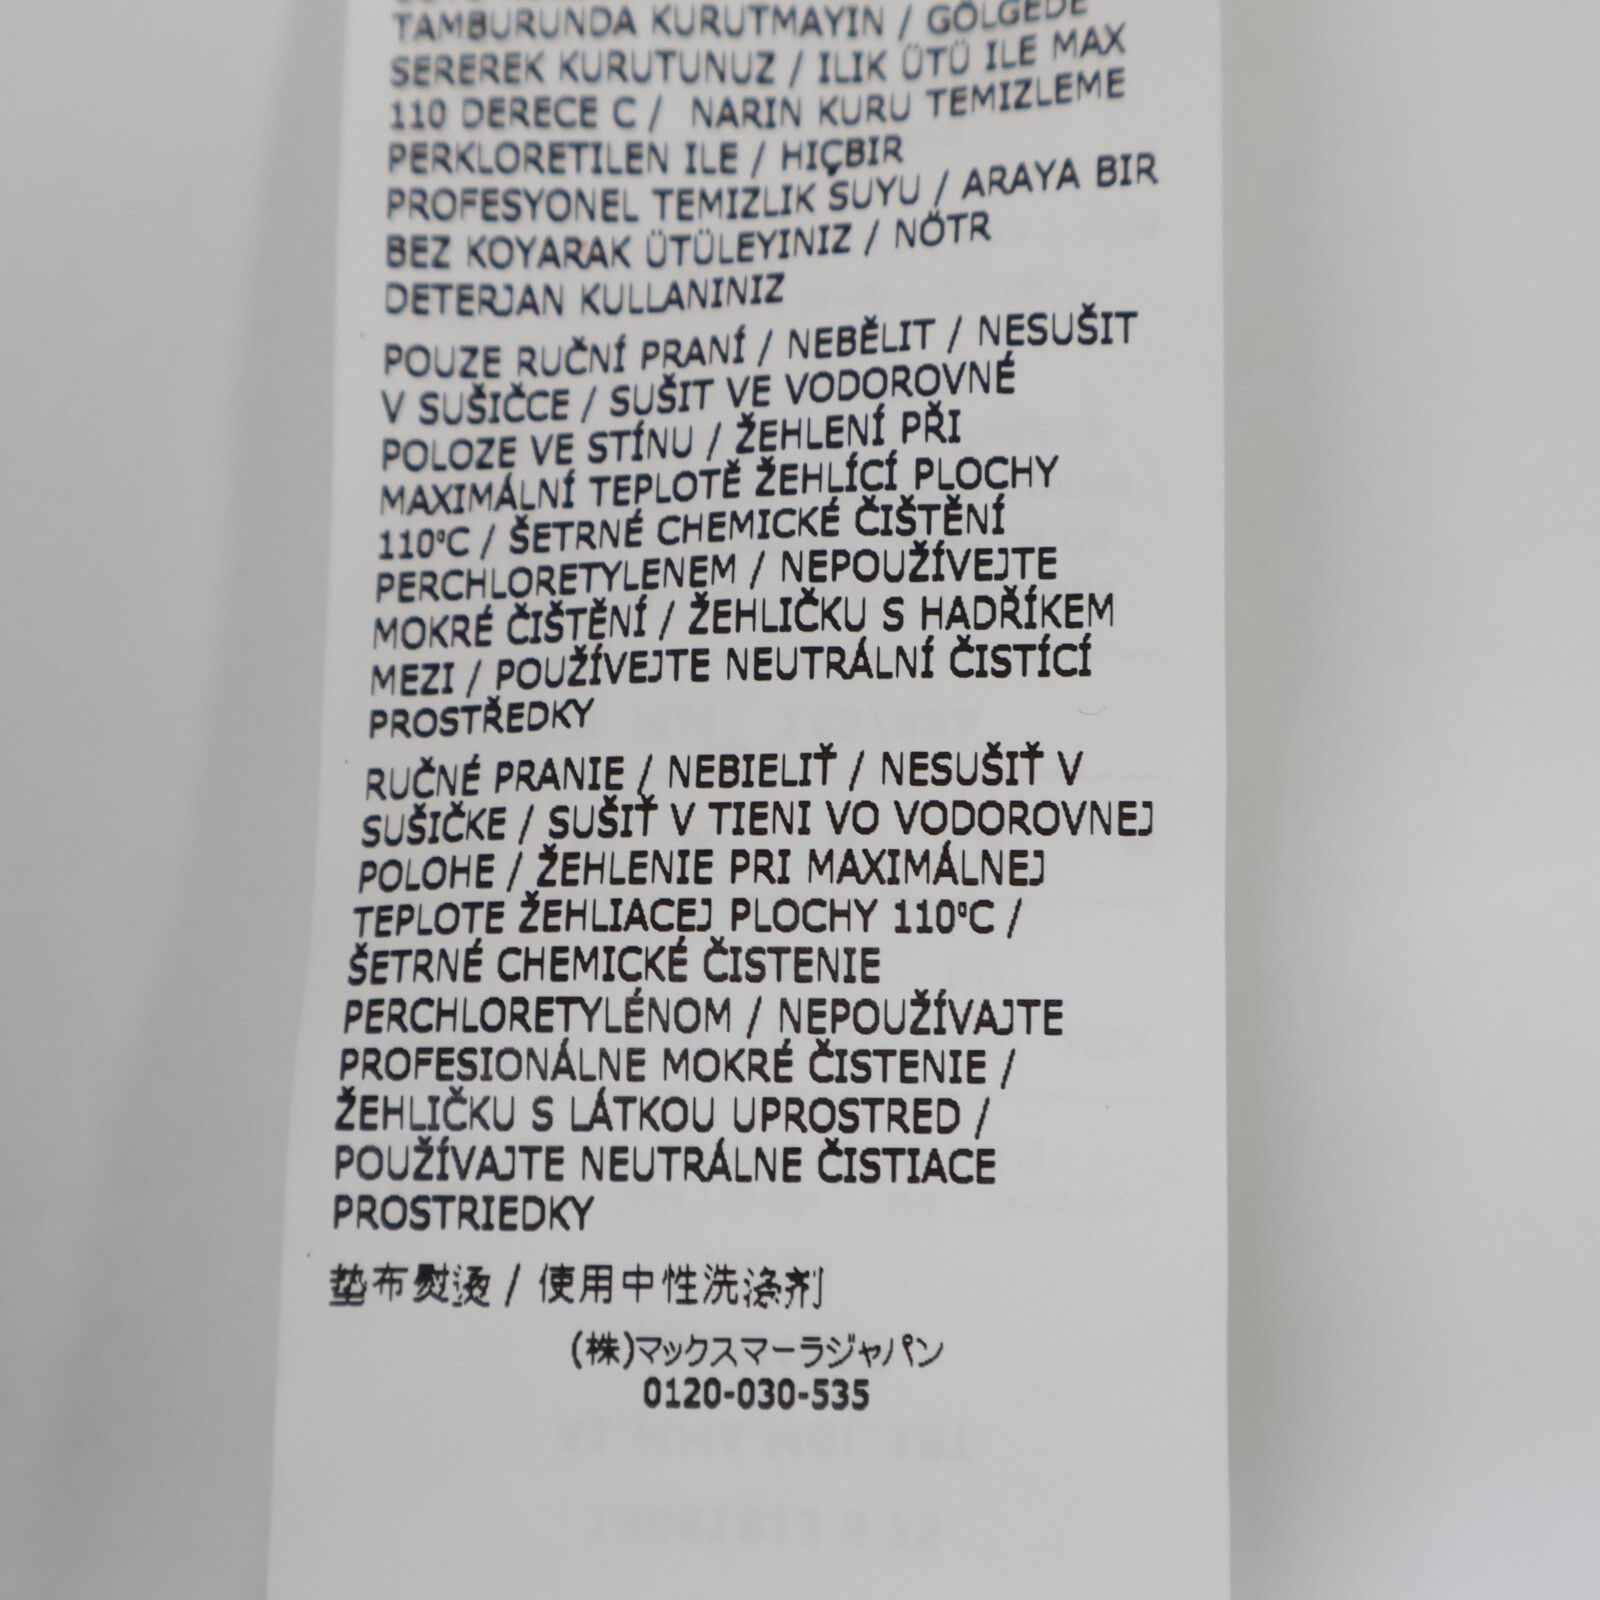 TAMBURUNDA KURUTMAYIN / GÖLGEDE
SEREREK KURUTUNUZ / ILIK ÜTÜ ILE MAX
110 DERECE C / NARIN KURU TEMIZLEME
PERKLORETILEN ILE / HIÇBIR
PROFESYONEL TEMIZLIK SUYU / ARAYA BIR
BEZ KOYARAK ÜTÜLEYINIZ / NÖTR
DETERJAN KULLANINIZ
POUZE RUČNÍ PRANÍ / NEBĚLIT / NESUŠIT
V SUŠIČCE / SUŠIT VE VODOROVNÉ
POLOZE VE STÍNU / ŽEHLENÍ PŘI
MAXIMÁLNÍ TEPLOTĚ ŽEHLÍCÍ PLOCHY
110°C / ŠETRNÉ CHEMICKÉ ČIŠTĚNÍ
PERCHLORETYLENEM / NEPOUŽÍVEJTE
MOKRÉ ČIŠTĚNÍ / ŽEHLIČKU S HADŘÍKEM
MEZI / POUŽÍVEJTE NEUTRÁLNÍ ČISTÍCÍ
PROSTŘEDKY
RUČNÉ PRANIE / NEBIELIŤ / NESUŠIŤ V
SUŠIČKE / SUŠIŤ V TIENI VO VODOROVNEJ
POLOHE / ŽEHLENIE PRI MAXIMÁLNEJ
TEPLOTE ŽEHLIACEJ PLOCHY 110°C /
ŠETRNÉ CHEMICKÉ ČISTENIE
PERCHLORETYLÉNOM / NEPOUŽÍVAJTE
PROFESIONÁLNE MOKRÉ ČISTENIE /
ŽEHLIČKU S LÁTKOU UPROSTRED /
POUŽÍVAJTE NEUTRÁLNE ČISTIACE
PROSTRIEDKY
垫布熨烫 / 使用中性洗涤剂
(株)マックスマーラジャパン
0120-030-535